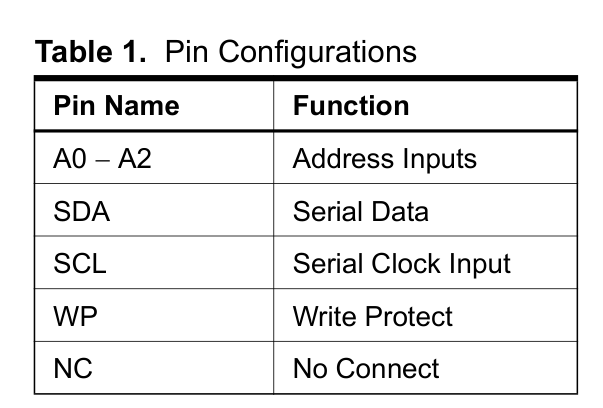 Table 1. Pin Configurations
Pin Name Function
A0 – A2 Address Inputs
SDA Serial Data
SCL Serial Clock Input
WP Write Protect
NC No Connect